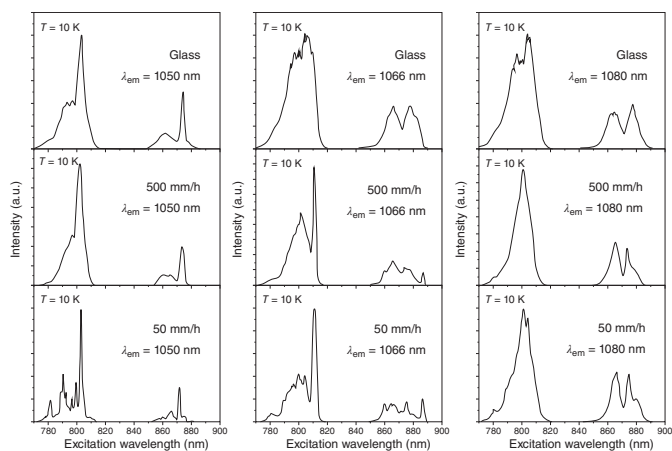 T = 10 K
Glass
λem = 1050 nm
T = 10 K
Glass
λem = 1066 nm
T = 10 K
Glass
λem = 1080 nm
T = 10 K
500 mm/h
λem = 1050 nm
T = 10 K
500 mm/h
λem = 1066 nm
T = 10 K
500 mm/h
λem = 1080 nm
T = 10 K
50 mm/h
λem = 1050 nm
T = 10 K
50 mm/h
λem = 1066 nm
T = 10 K
50 mm/h
λem = 1080 nm
Intensity (a.u.)
Intensity (a.u.)
Intensity (a.u.)
780 800 820 840 860 880 900
780 800 820 840 860 880 900
780 800 820 840 860 880 900
Excitation wavelength (nm)
Excitation wavelength (nm)
Excitation wavelength (nm)